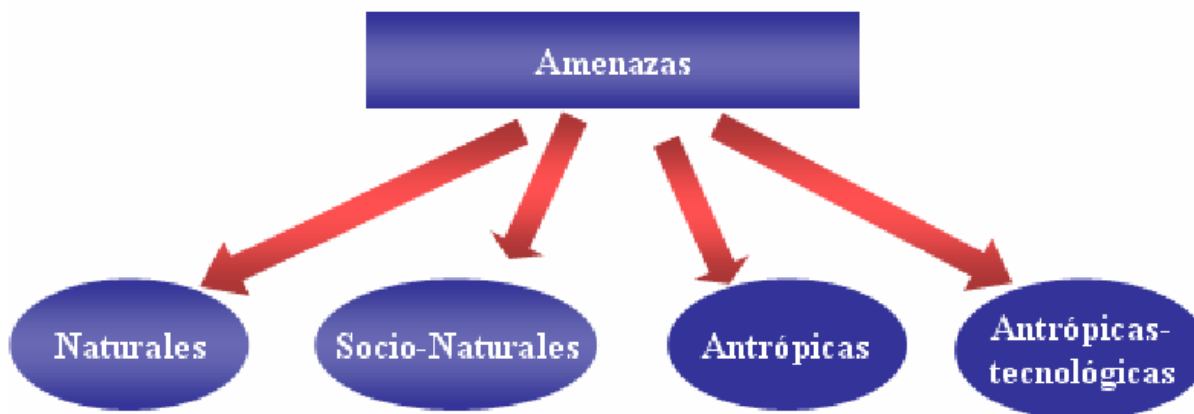 Amenazas
Naturales
Socio-Naturales
Antrópicas
Antrópicas-
tecnológicas